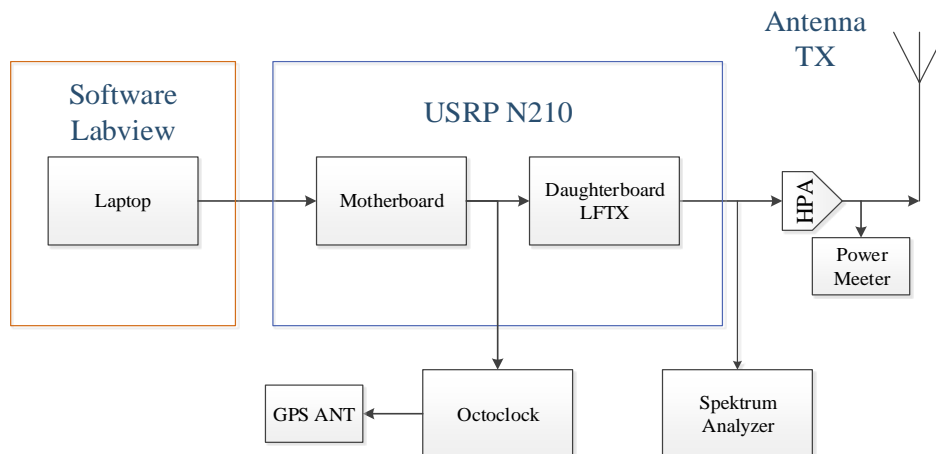 Antenna
TX
Software
Labview
USRP N210
Laptop
Motherboard
Daughterboard
LFTX
HPA
Power
Meeter
GPS ANT
Octoclock
Spektrum
Analyzer